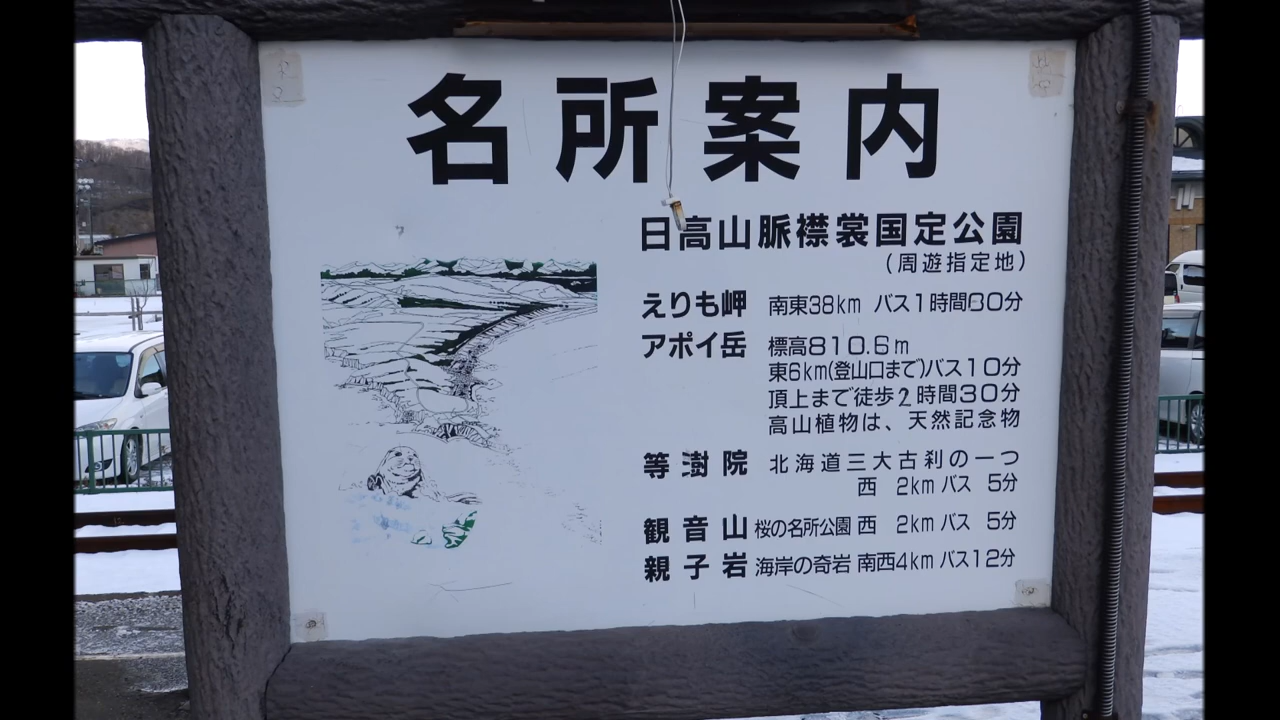 名所案内
日高山脈襟裳国定公園
(周遊指定地)
えりも岬 南東38km バス1時間30分
アポイ岳 標高810.6m
東6km(登山口まで)バス10分
頂上まで徒歩2時間30分
高山植物は、天然記念物
等澍院 北海道三大古刹の一つ
西 2km バス 5分
観音山 桜の名所公園 西 2km バス 5分
親子岩 海岸の奇岩 南西4km バス12分